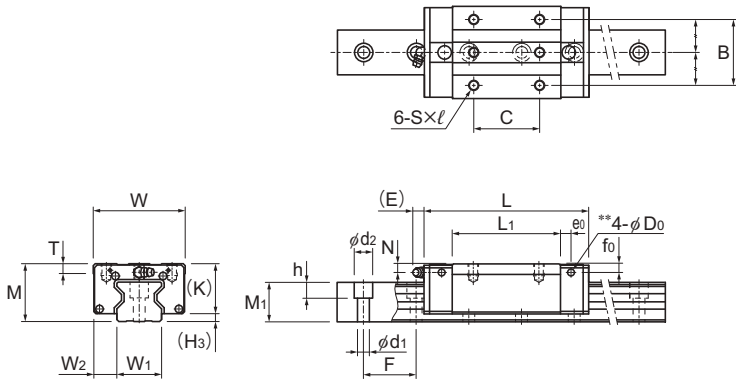 B
6-S×ℓ
C
W
T
M
(K)
(H3)
W2
W1
(E)
L
L1
e0
**4-φD0
N
f0
φd2
h
M1
φd1
F